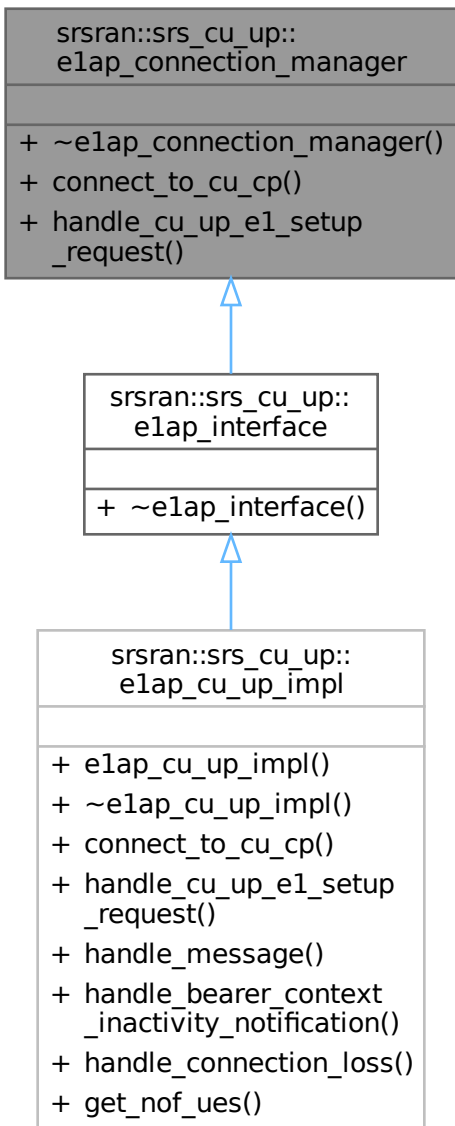 srsran::srs_cu_up::
e1ap_connection_manager
+ ~e1ap_connection_manager()
+ connect_to_cu_cp()
+ handle_cu_up_e1_setup
_request()
srsran::srs_cu_up::
e1ap_interface
+ ~e1ap_interface()
srsran::srs_cu_up::
e1ap_cu_up_impl
+ e1ap_cu_up_impl()
+ ~e1ap_cu_up_impl()
+ connect_to_cu_cp()
+ handle_cu_up_e1_setup
_request()
+ handle_message()
+ handle_bearer_context
_inactivity_notification()
+ handle_connection_loss()
+ get_nof_ues()